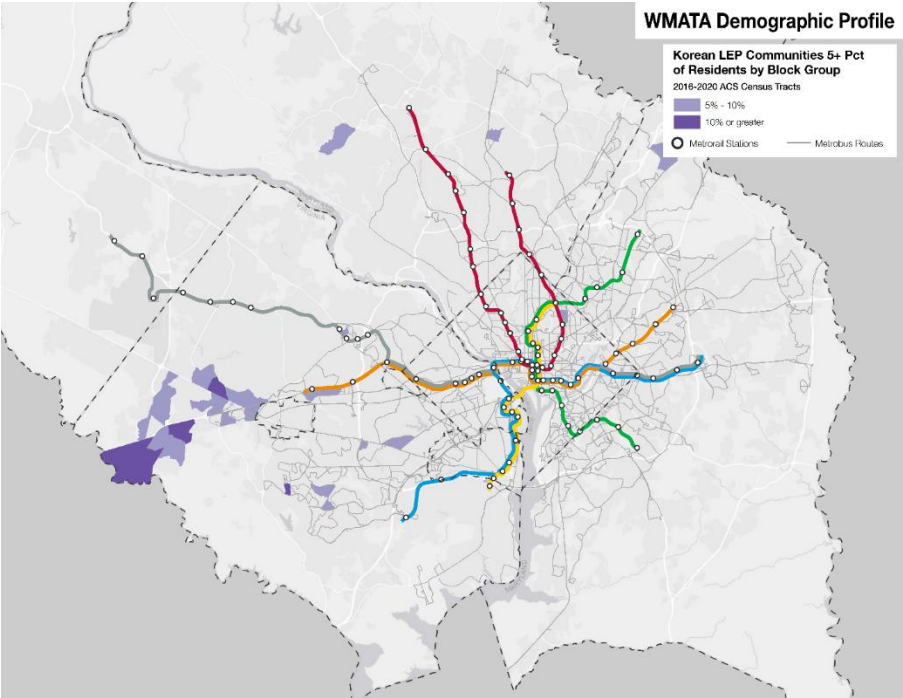 WMATA Demographic Profile
Korean LEP Communities 5+ Pct
of Residents by Block Group
2016-2020 ACS Census Tracts
5% - 10%
10% or greater
Metrorail Stations
Metrobus Routes